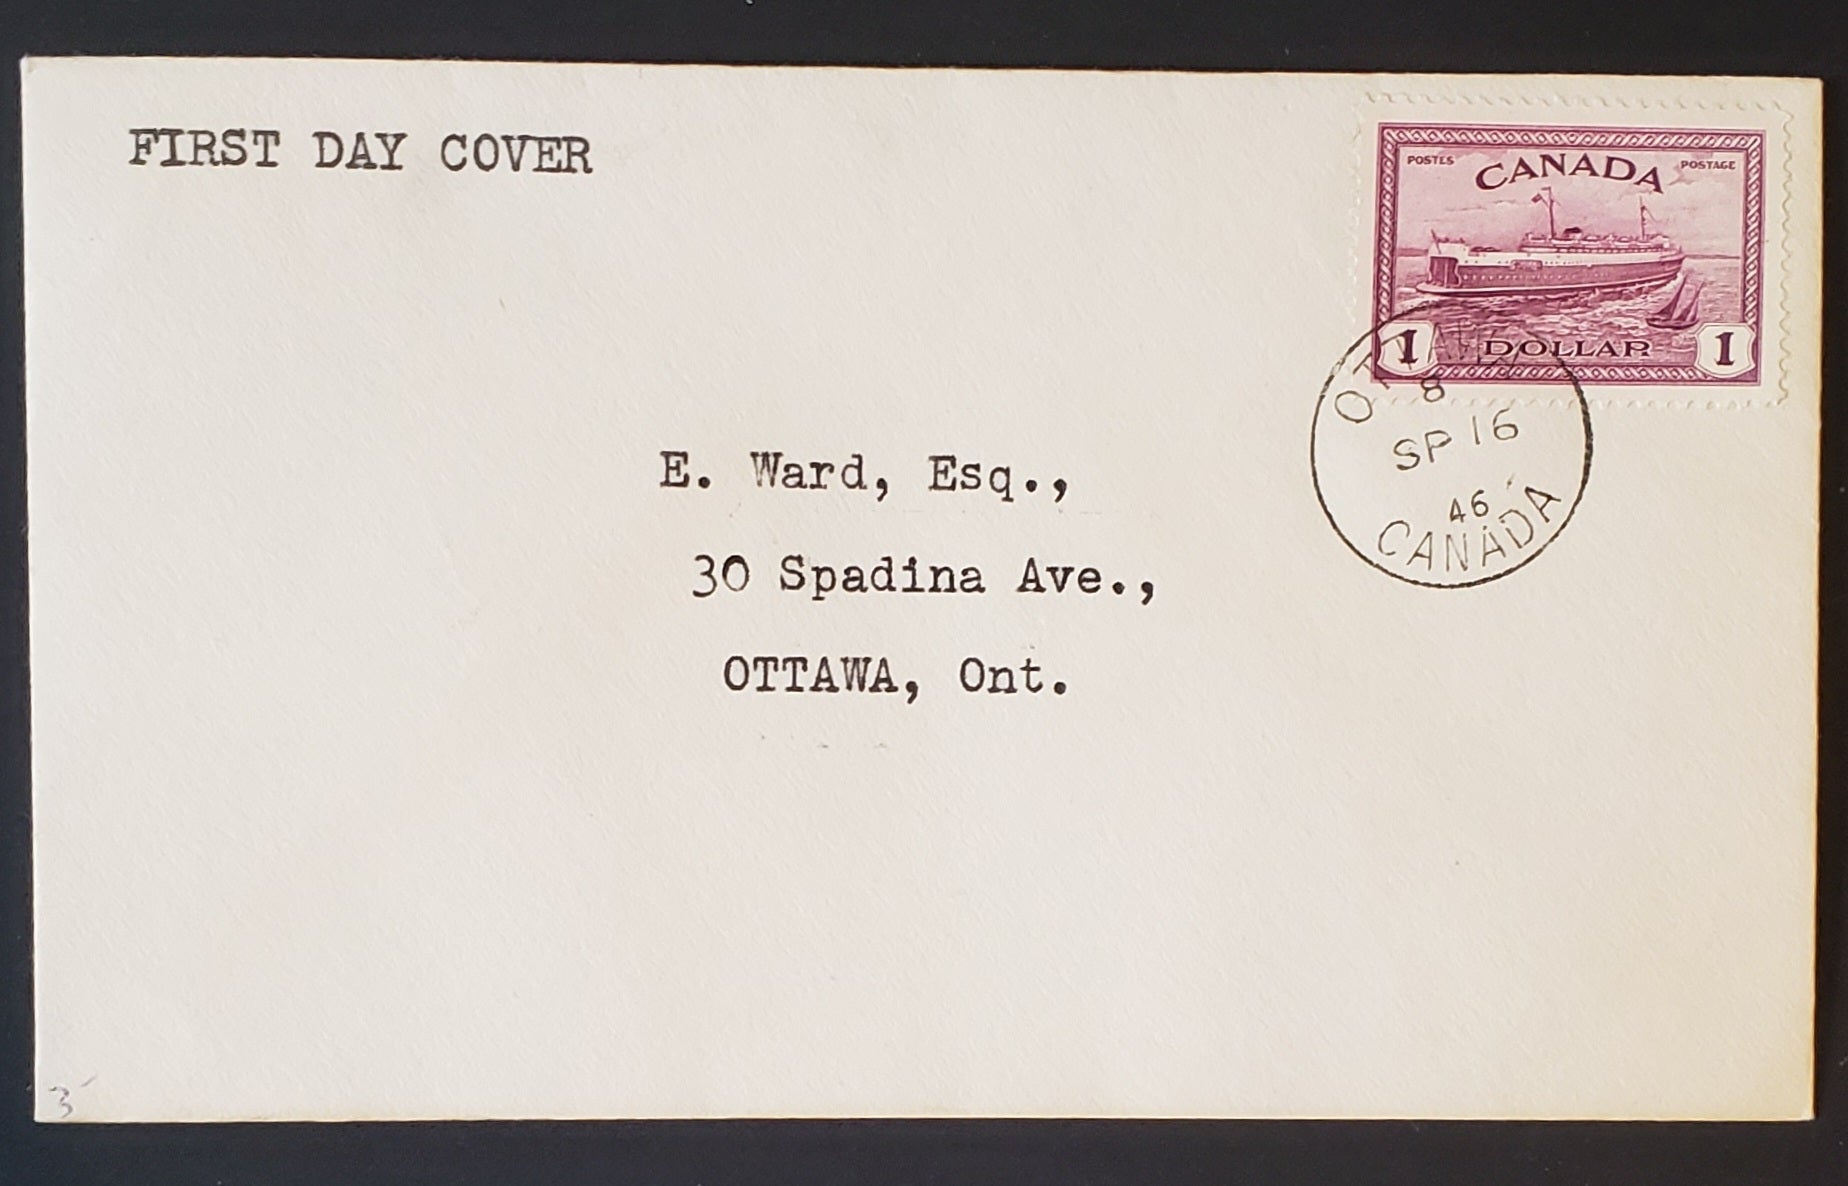 FIRST DAY COVER
POSTES CANADA POSTAGE
1 DOLLAR 1
OTTAWA
8
SP 16
46
CANADA
E. Ward, Esq.,
30 Spadina Ave.,
OTTAWA, Ont.
3